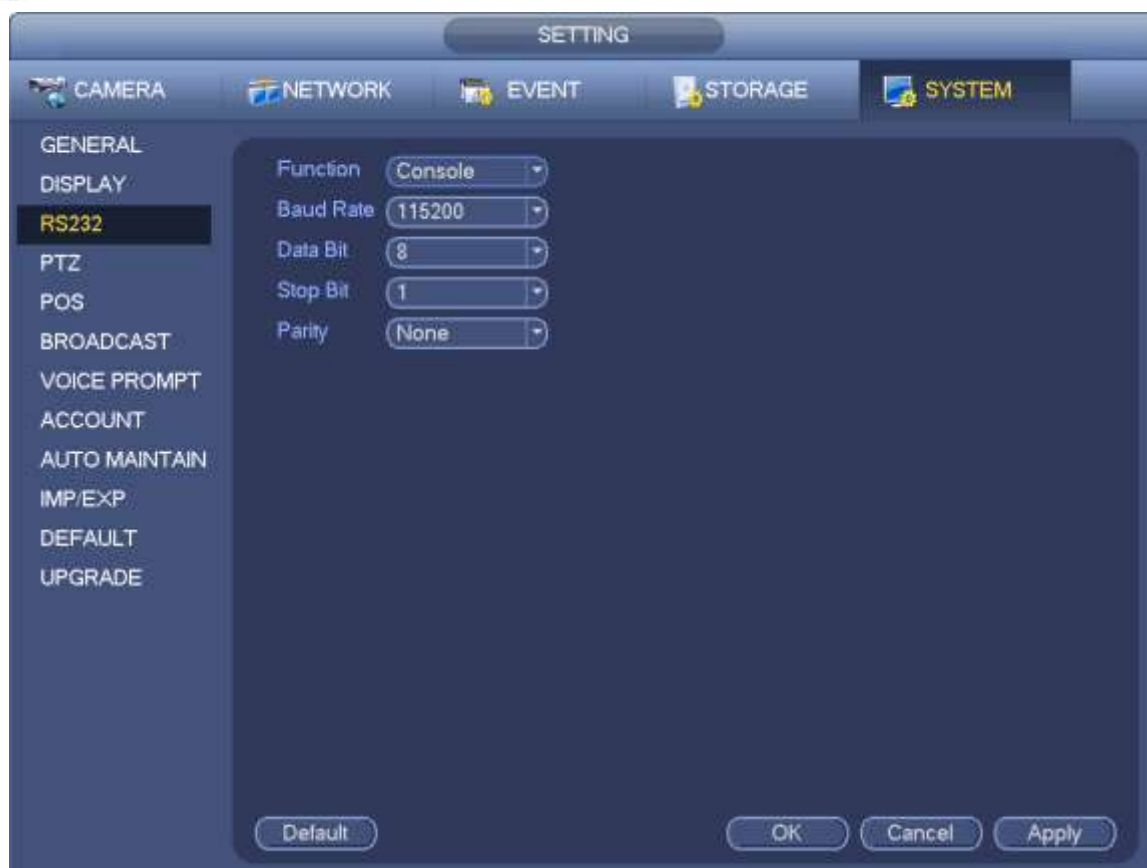 SETTING
CAMERA NETWORK EVENT STORAGE SYSTEM
GENERAL
DISPLAY
RS232
PTZ
POS
BROADCAST
VOICE PROMPT
ACCOUNT
AUTO MAINTAIN
IMP/EXP
DEFAULT
UPGRADE
Function Console
Baud Rate 115200
Data Bit 8
Stop Bit 1
Parity None
Default OK Cancel Apply